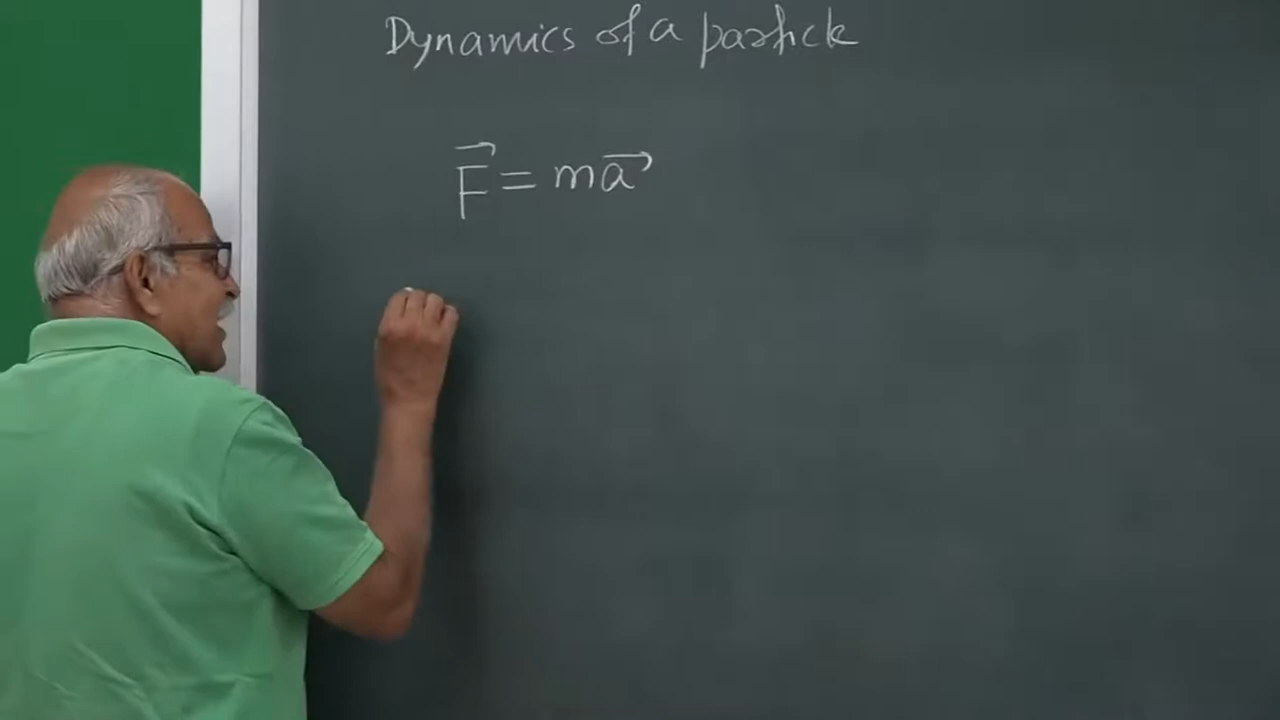 Dynamics of a particle
F⃗ = ma⃗